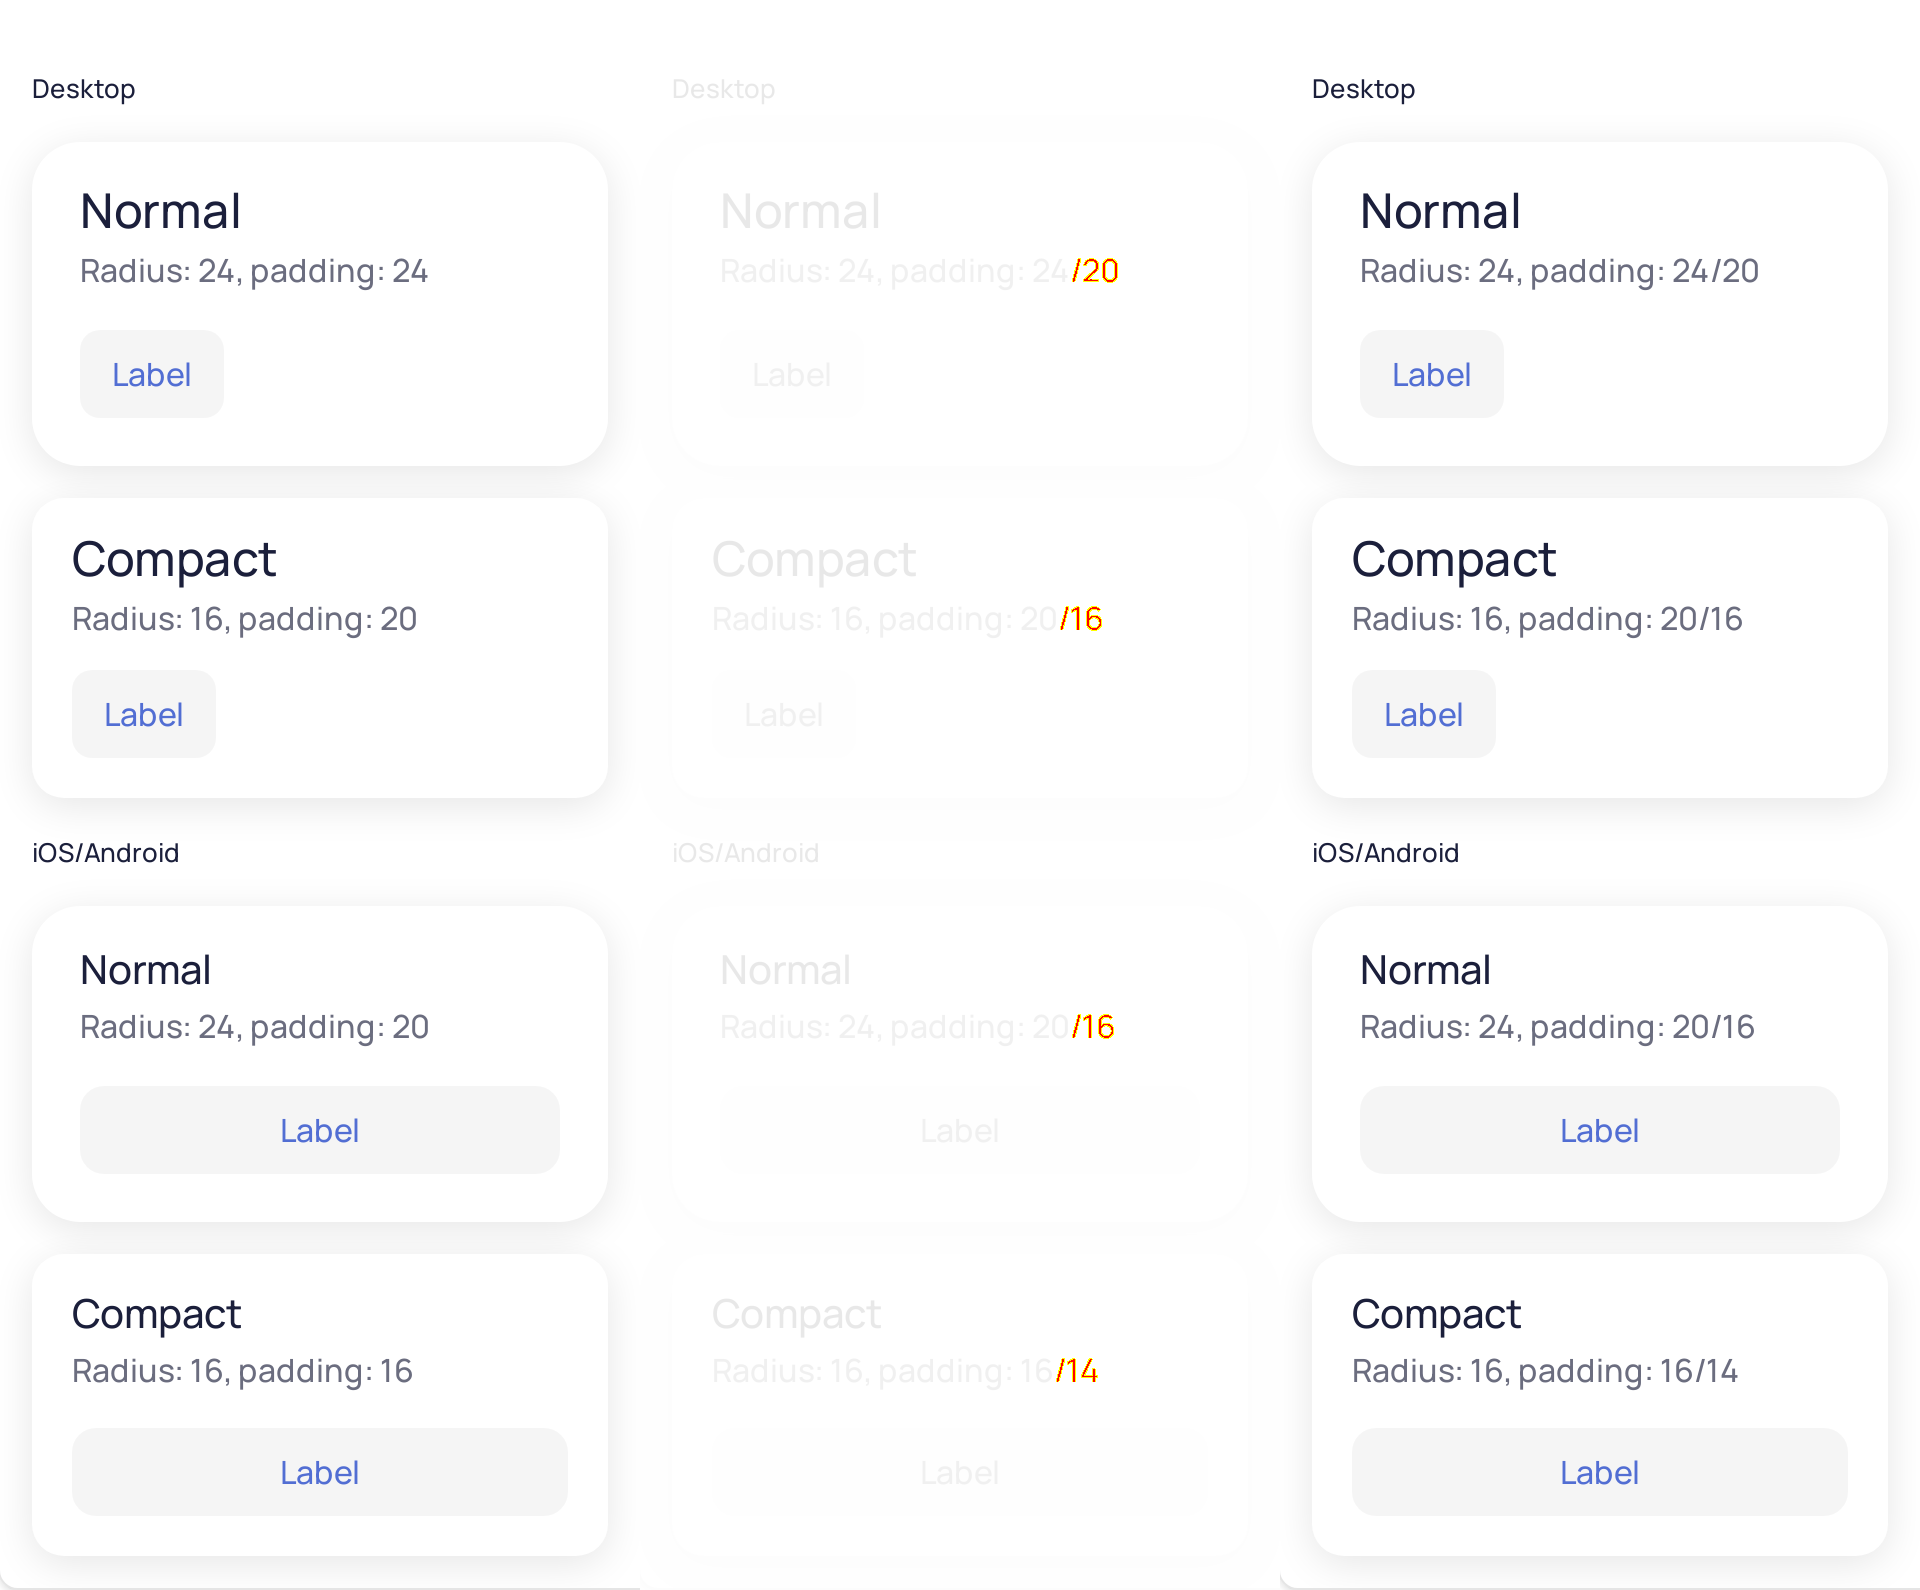 Desktop
Normal
Radius: 24, padding: 24
Label
Compact
Radius: 16, padding: 20
Label
iOS/Android
Normal
Radius: 24, padding: 20
Label
Compact
Radius: 16, padding: 16
Label
Desktop
Normal
Radius: 24, padding: 24/20
Label
Compact
Radius: 16, padding: 20/16
Label
iOS/Android
Normal
Radius: 24, padding: 20/16
Label
Compact
Radius: 16, padding: 16/14
Label
Desktop
Normal
Radius: 24, padding: 24/20
Label
Compact
Radius: 16, padding: 20/16
Label
iOS/Android
Normal
Radius: 24, padding: 20/16
Label
Compact
Radius: 16, padding: 16/14
Label